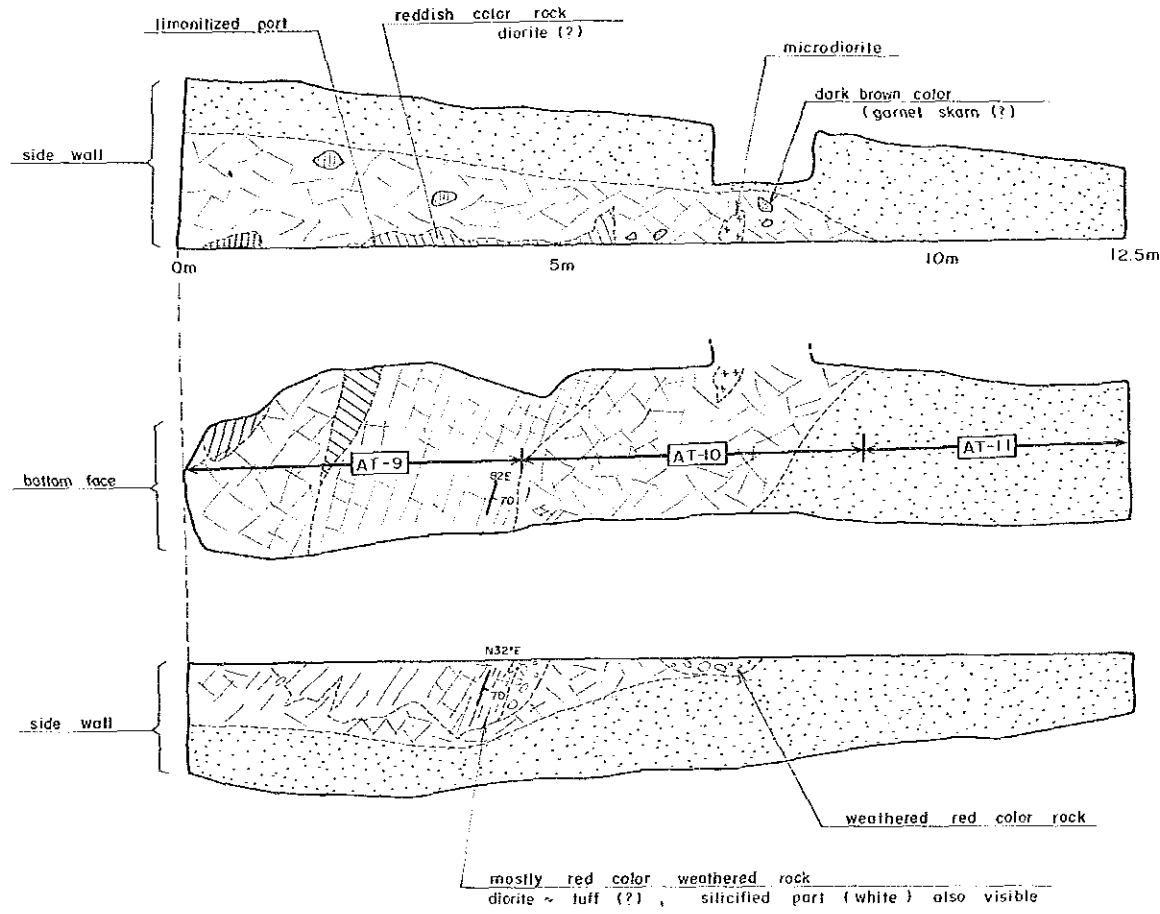 limonitized part
reddish color rock
diorite (?)
microdiorite
dark brown color
(garnet skarn (?)
side wall
0m
5m
10m
12.5m
AT-9
AT-10
AT-11
bottom face
70
N32°E
70
side wall
weathered red color rock
mostly red color weathered rock
diorite ~ tuff (?), silicified part (white) also visible